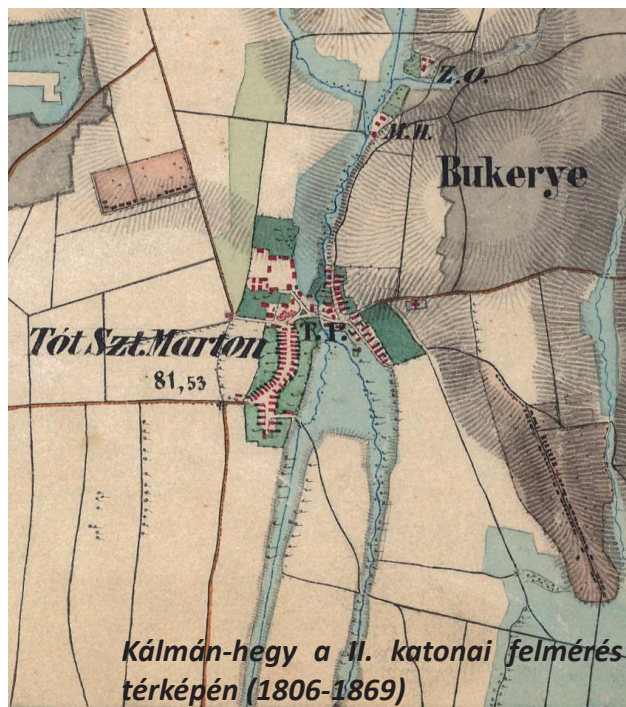 Z.O.
M.H.
Bukerye
Tót Szt. Marton
T.P.
81,53
Kálmán-hegy a II. katonai felmérés
térképén (1806-1869)